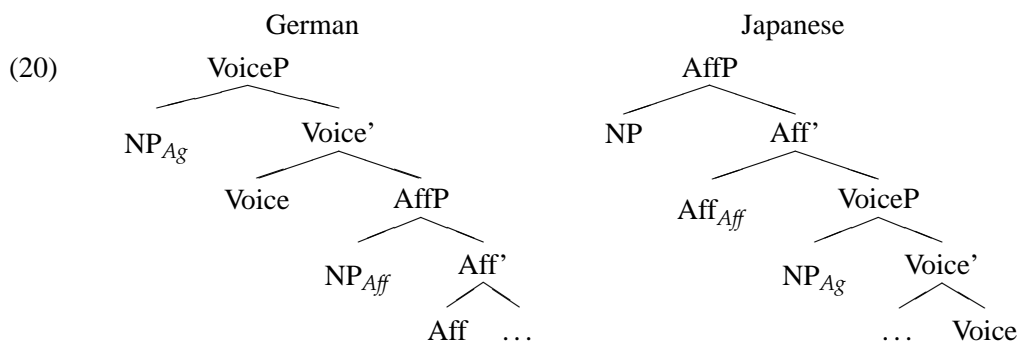 German Japanese
(20) VoiceP AffP
NP_Ag Voice' NP Aff'
Voice AffP Aff_Aff VoiceP
NP_Aff Aff' NP_Ag Voice'
Aff ... ... Voice